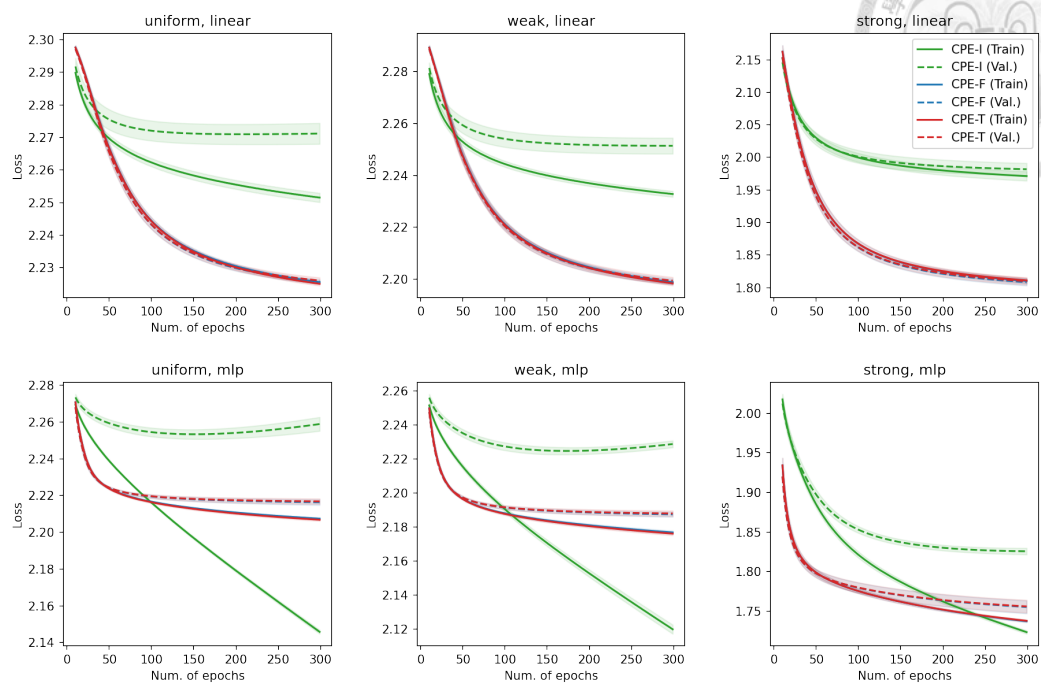 uniform, linear
2.30
2.29
2.28
2.27
2.26
2.25
2.24
2.23
Loss
0 50 100 150 200 250 300
Num. of epochs
weak, linear
2.28
2.26
2.24
2.22
2.20
Loss
0 50 100 150 200 250 300
Num. of epochs
strong, linear
2.15
2.10
2.05
2.00
1.95
1.90
1.85
1.80
Loss
0 50 100 150 200 250 300
Num. of epochs
CPE-I (Train)
CPE-I (Val.)
CPE-F (Train)
CPE-F (Val.)
CPE-T (Train)
CPE-T (Val.)
uniform, mlp
2.28
2.26
2.24
2.22
2.20
2.18
2.16
2.14
Loss
0 50 100 150 200 250 300
Num. of epochs
weak, mlp
2.26
2.24
2.22
2.20
2.18
2.16
2.14
2.12
Loss
0 50 100 150 200 250 300
Num. of epochs
strong, mlp
2.00
1.95
1.90
1.85
1.80
1.75
Loss
0 50 100 150 200 250 300
Num. of epochs